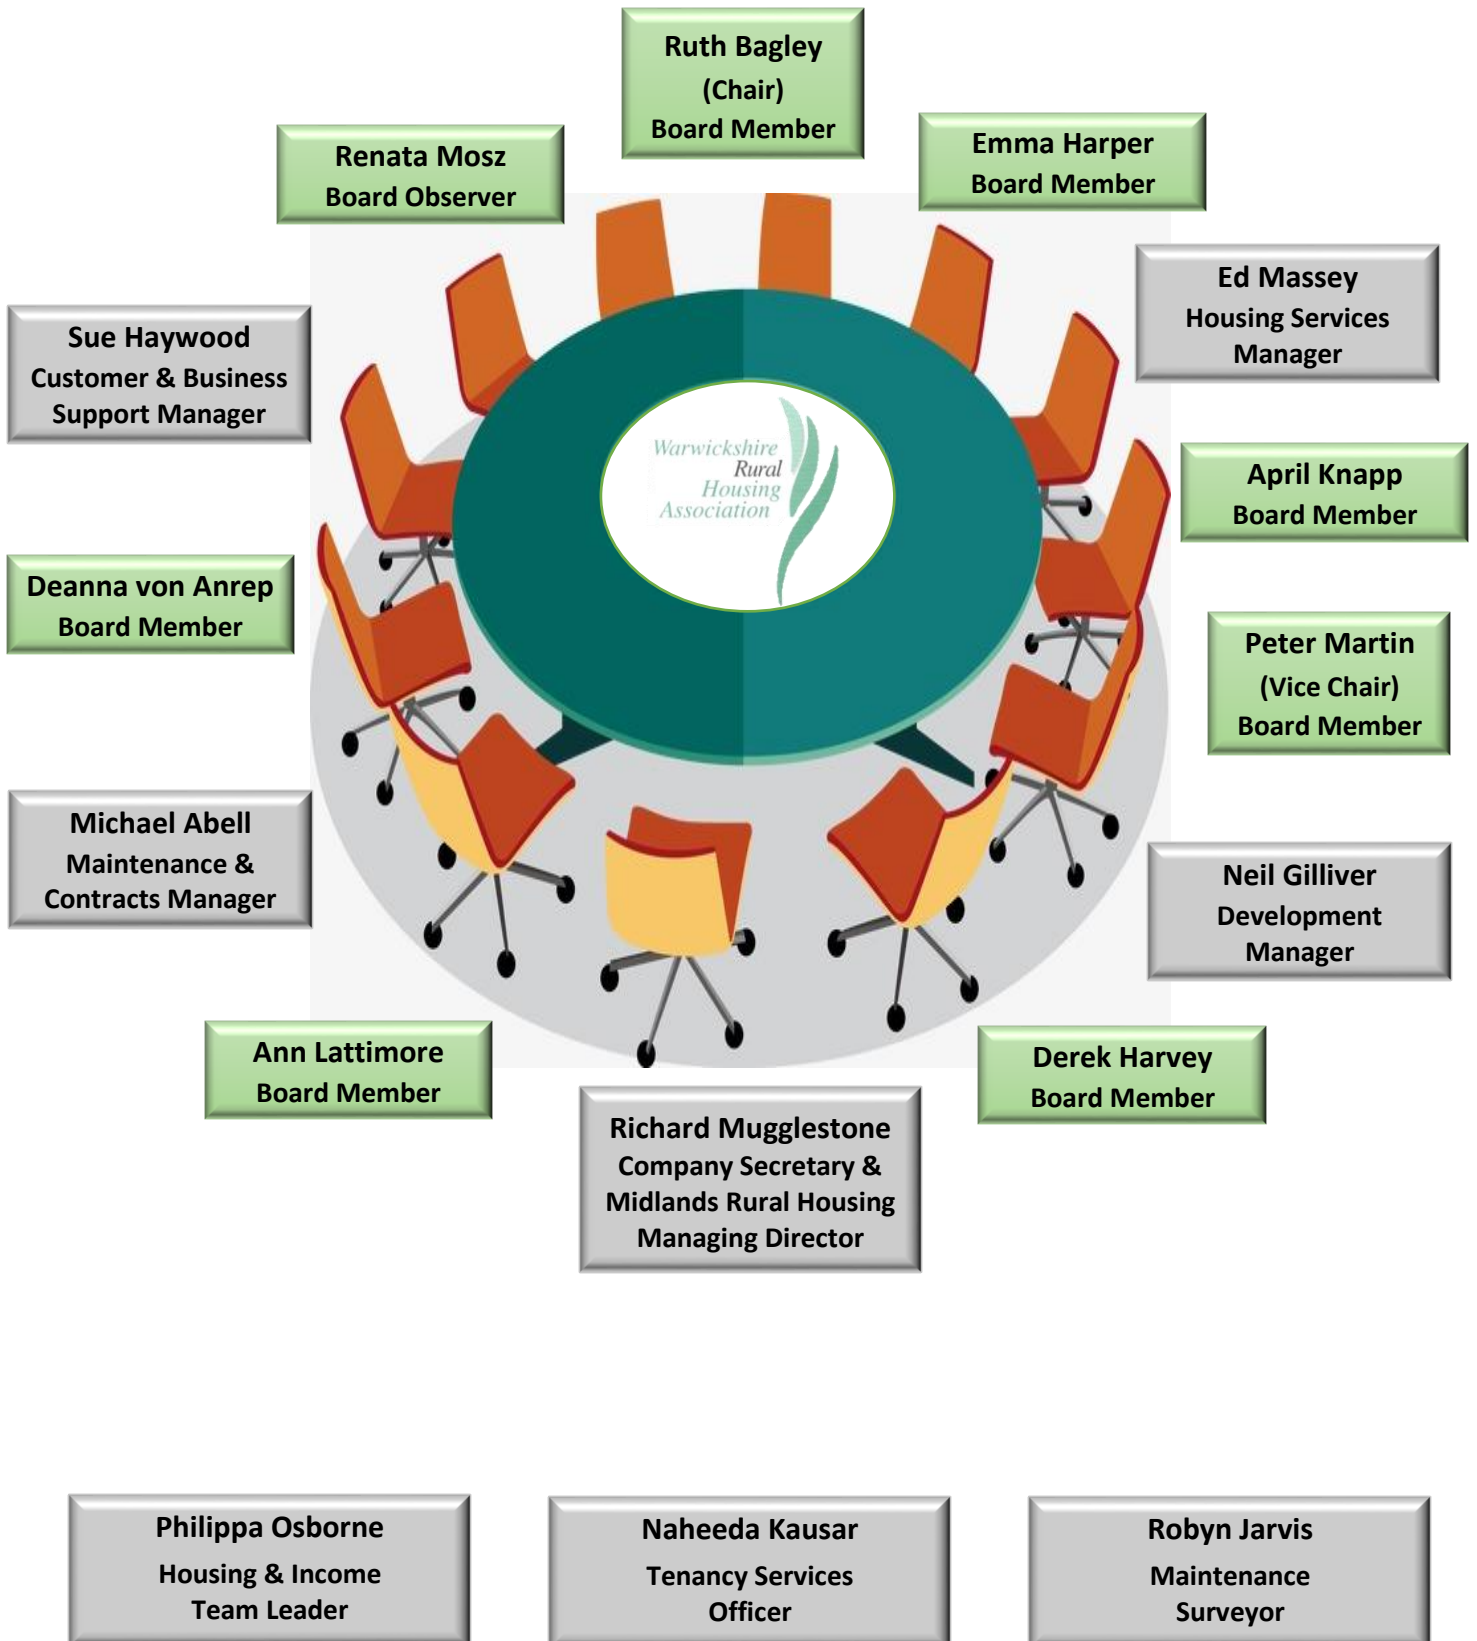 Ruth Bagley
(Chair)
Board Member
Renata Mosz
Board Observer
Emma Harper
Board Member
Ed Massey
Housing Services
Manager
Sue Haywood
Customer & Business
Support Manager
Warwickshire
Rural
Housing
Association
April Knapp
Board Member
Deanna von Anrep
Board Member
Peter Martin
(Vice Chair)
Board Member
Michael Abell
Maintenance &
Contracts Manager
Neil Gilliver
Development
Manager
Ann Lattimore
Board Member
Derek Harvey
Board Member
Richard Mugglestone
Company Secretary &
Midlands Rural Housing
Managing Director
Philippa Osborne
Housing & Income
Team Leader
Naheeda Kausar
Tenancy Services
Officer
Robyn Jarvis
Maintenance
Surveyor